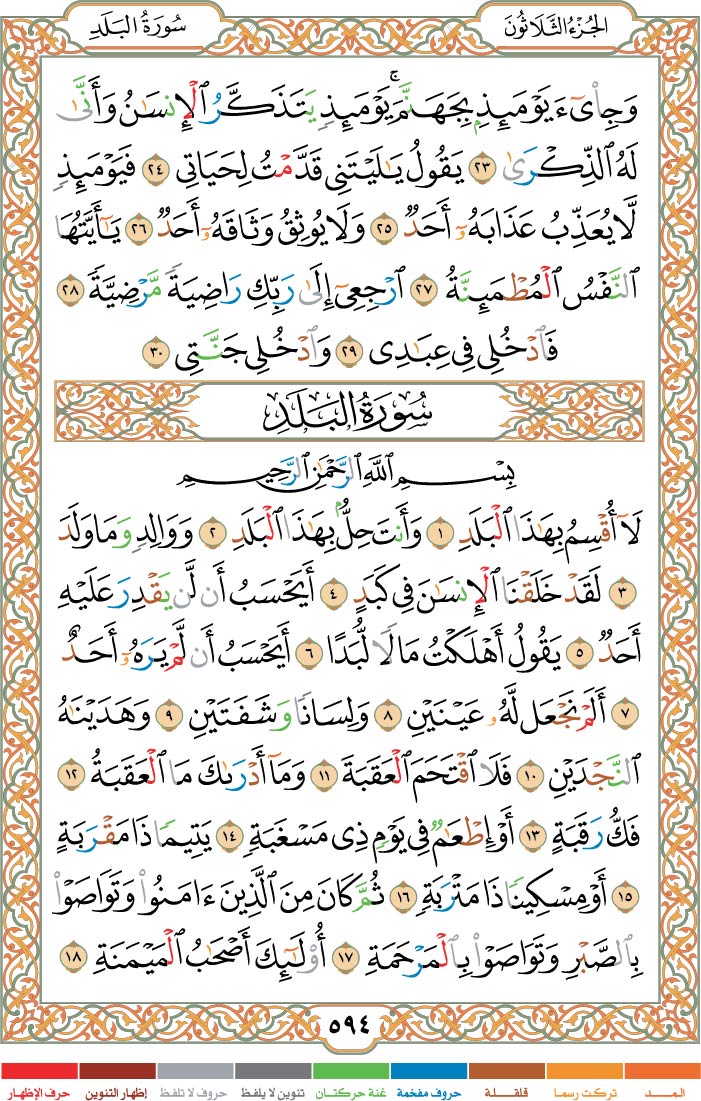 الجُزْءُ الثَّلَاثُونَ
سُورَةُ البَلَدِ
وَجِا۟ىٓءَ يَوْمَئِذِۭ بِجَهَنَّمَ ۚ يَوْمَئِذٍ يَتَذَكَّرُ ٱلْإِنسَٰنُ وَأَنَّىٰ
لَهُ ٱلذِّكْرَىٰ ٢٣ يَقُولُ يَٰلَيْتَنِى قَدَّمْتُ لِحَيَاتِى ٢٤ فَيَوْمَئِذٍ
لَّا يُعَذِّبُ عَذَابَهُۥٓ أَحَدٌ ٢٥ وَلَا يُوثِقُ وَثَاقَهُۥٓ أَحَدٌ ٢٦ يَٰٓأَيَّتُهَا
ٱلنَّفْسُ ٱلْمُطْمَئِنَّةُ ٢٧ ٱرْجِعِىٓ إِلَىٰ رَبِّكِ رَاضِيَةً مَّرْضِيَّةً ٢٨
فَٱدْخُلِى فِى عِبَٰدِى ٢٩ وَٱدْخُلِى جَنَّتِى ٣٠
سُورَةُ البَلَدِ
بِسْمِ ٱللَّهِ ٱلرَّحْمَٰنِ ٱلرَّحِيمِ
لَآ أُقْسِمُ بِهَٰذَا ٱلْبَلَدِ ١ وَأَنتَ حِلٌّۢ بِهَٰذَا ٱلْبَلَدِ ٢ وَوَالِدٍ وَمَا وَلَدَ
٣ لَقَدْ خَلَقْنَا ٱلْإِنسَٰنَ فِى كَبَدٍ ٤ أَيَحْسَبُ أَن لَّن يَقْدِرَ عَلَيْهِ
أَحَدٌ ٥ يَقُولُ أَهْلَكْتُ مَالًا لُّبَدًا ٦ أَيَحْسَبُ أَن لَّمْ يَرَهُۥٓ أَحَدٌ
٧ أَلَمْ نَجْعَل لَّهُۥ عَيْنَيْنِ ٨ وَلِسَانًا وَشَفَتَيْنِ ٩ وَهَدَيْنَٰهُ
ٱلنَّجْدَيْنِ ١٠ فَلَا ٱقْتَحَمَ ٱلْعَقَبَةَ ١١ وَمَآ أَدْرَىٰكَ مَا ٱلْعَقَبَةُ ١٢
فَكُّ رَقَبَةٍ ١٣ أَوْ إِطْعَٰمٌ فِى يَوْمٍ ذِى مَسْغَبَةٍ ١٤ يَتِيمًا ذَا مَقْرَبَةٍ
١٥ أَوْ مِسْكِينًا ذَا مَتْرَبَةٍ ١٦ ثُمَّ كَانَ مِنَ ٱلَّذِينَ ءَامَنُوا۟ وَتَوَاصَوْا۟
بِٱلصَّبْرِ وَتَوَاصَوْا۟ بِٱلْمَرْحَمَةِ ١٧ أُو۟لَٰٓئِكَ أَصْحَٰبُ ٱلْمَيْمَنَةِ ١٨
٥٩٤
المـــد
تركت رسما
قلقـلـة
حروف مفخمة
غنة حركتان
تنوين لا يلفظ
حروف لا تلفظ
إظهار التنوين
حرف الإظهار